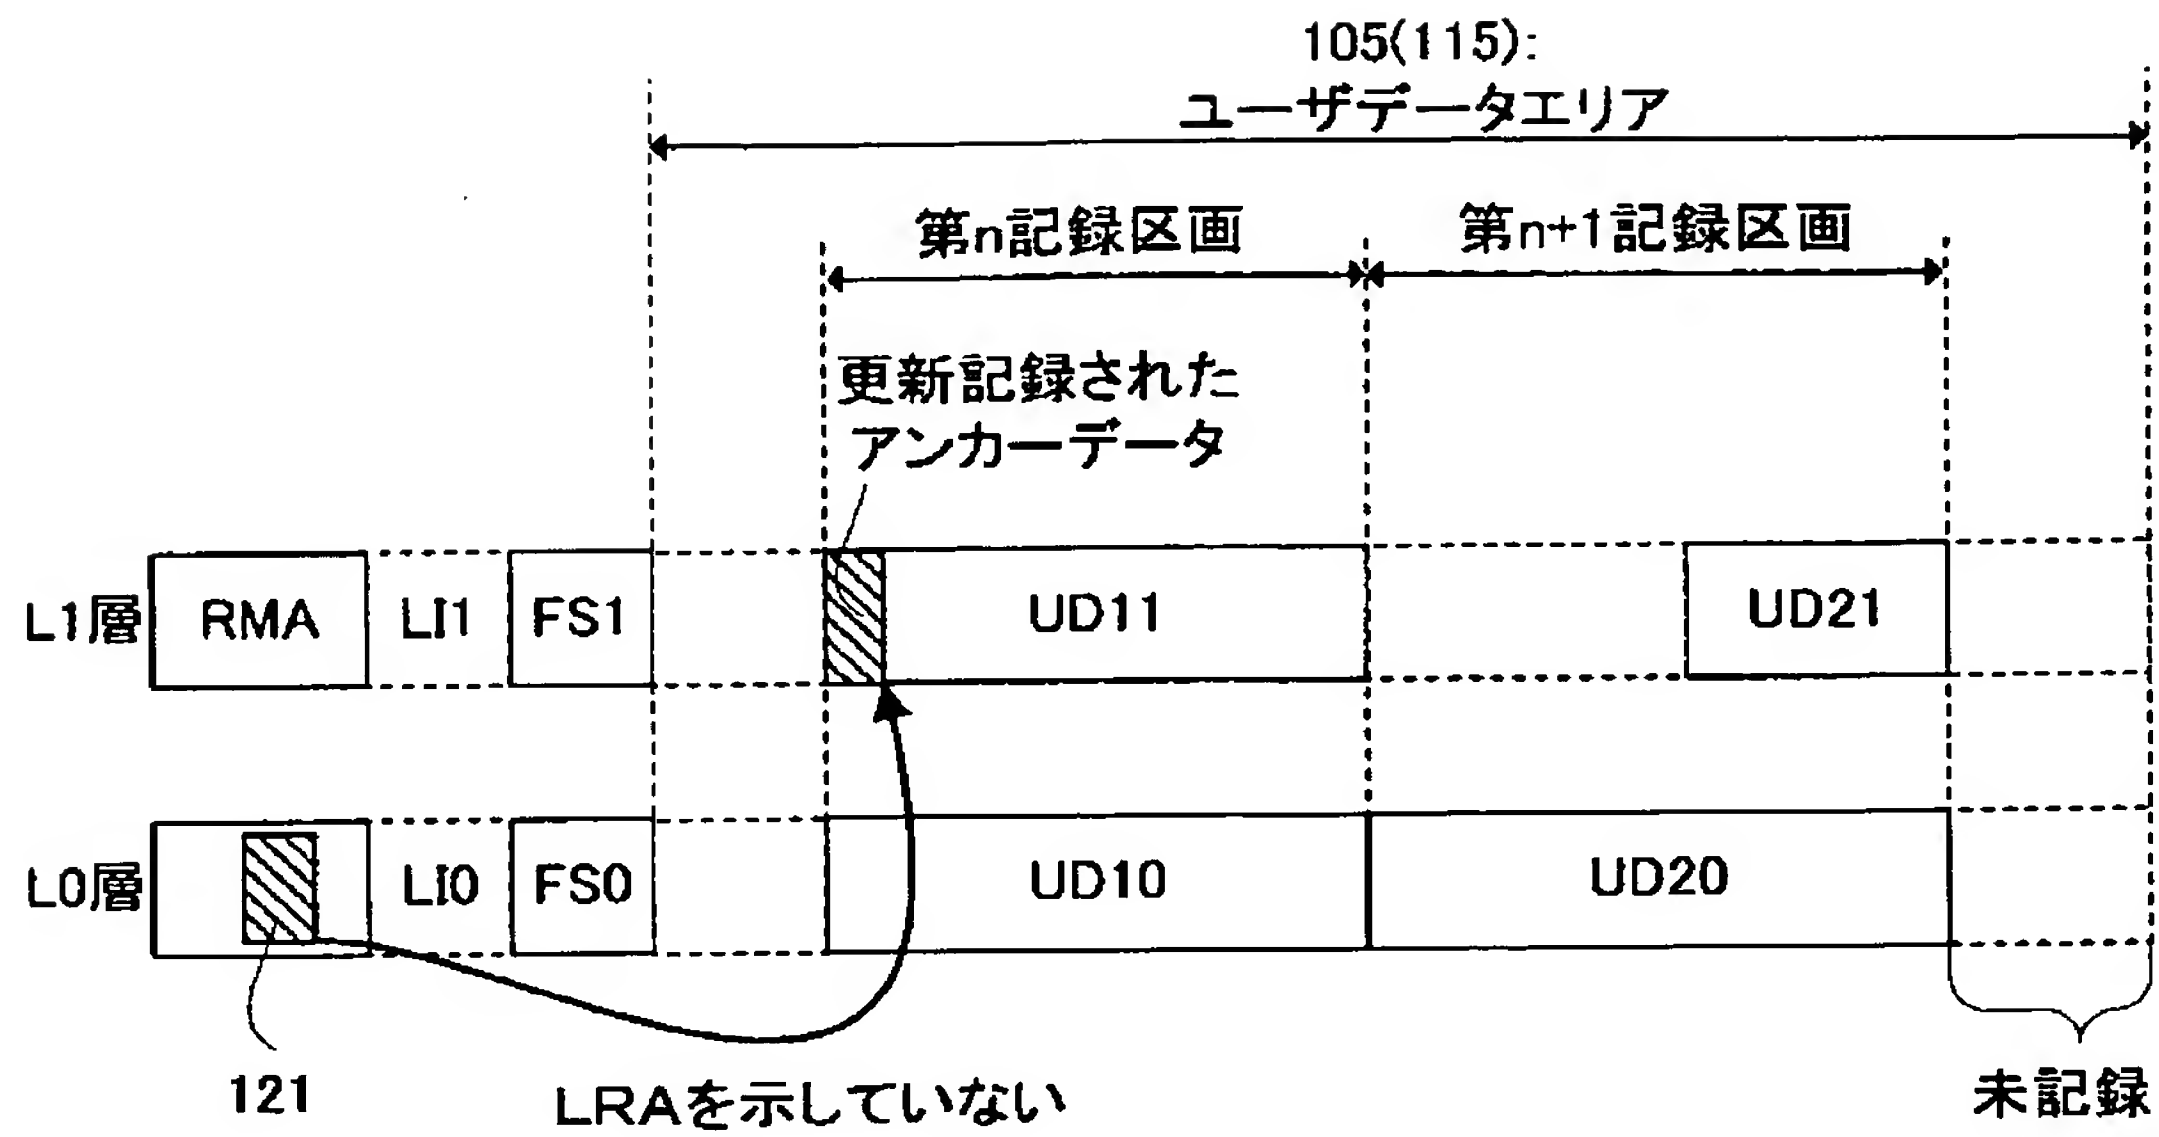 105(115):
ユーザデータエリア
第n記録区画
第n+1記録区画
更新記録された
アンカーデータ
L1層
RMA
LI1
FS1
UD11
UD21
L0層
LI0
FS0
UD10
UD20
121
LRAを示していない
未記録